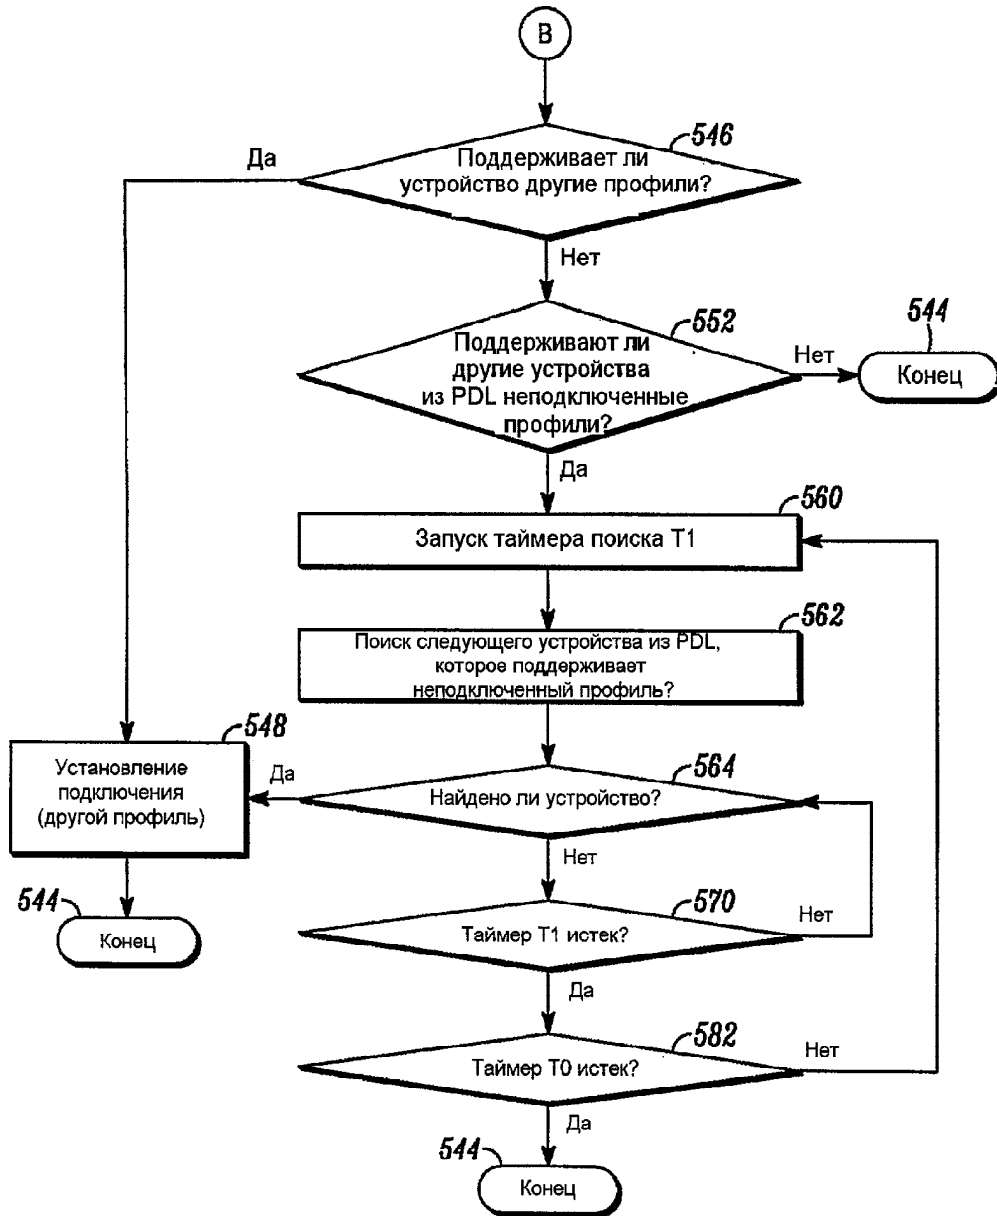 B
546
Да
Поддерживает ли
устройство другие профили?
Нет
552
544
Поддерживают ли
другие устройства
из PDL неподключенные
профили?
Нет
Конец
Да
560
Запуск таймера поиска T1
562
Поиск следующего устройства из PDL,
которое поддерживает
неподключенный профиль?
548
Установление
подключения
(другой профиль)
Да
564
Найдено ли устройство?
Нет
544
Конец
570
Таймер T1 истек?
Нет
Да
582
Таймер T0 истек?
Нет
Да
544
Конец